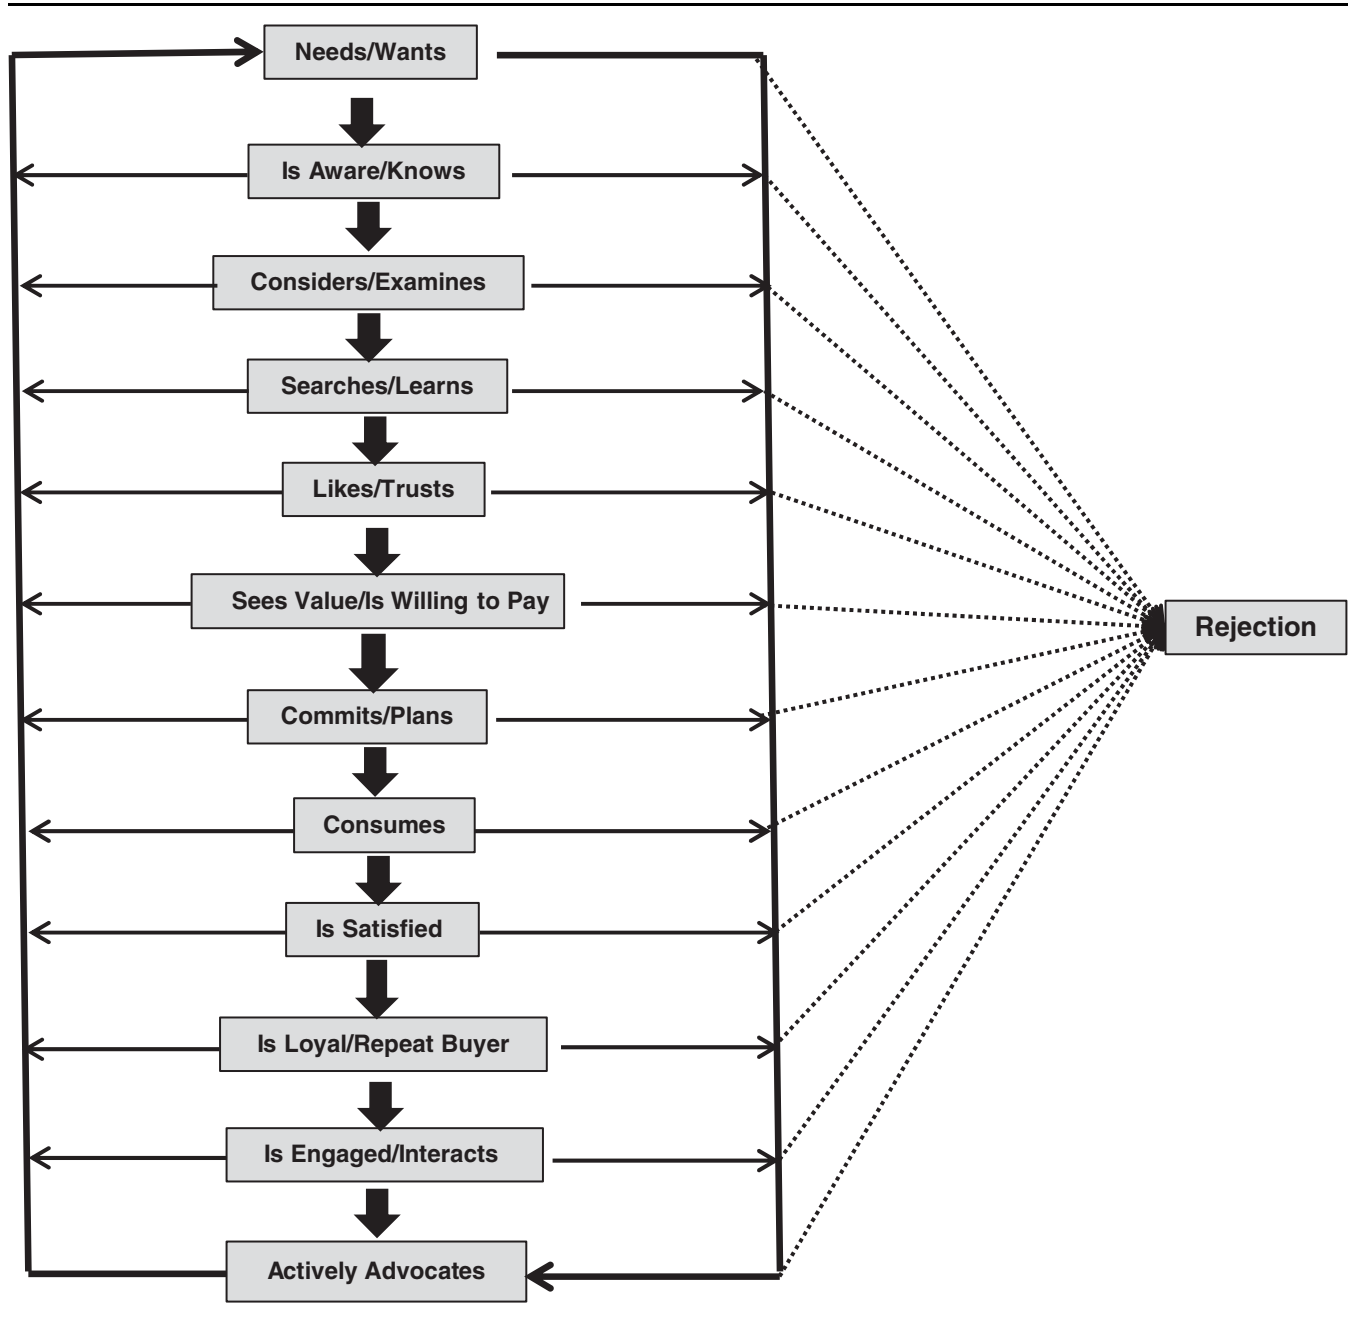 Needs/Wants
Is Aware/Knows
Considers/Examines
Searches/Learns
Likes/Trusts
Sees Value/Is Willing to Pay
Rejection
Commits/Plans
Consumes
Is Satisfied
Is Loyal/Repeat Buyer
Is Engaged/Interacts
Actively Advocates